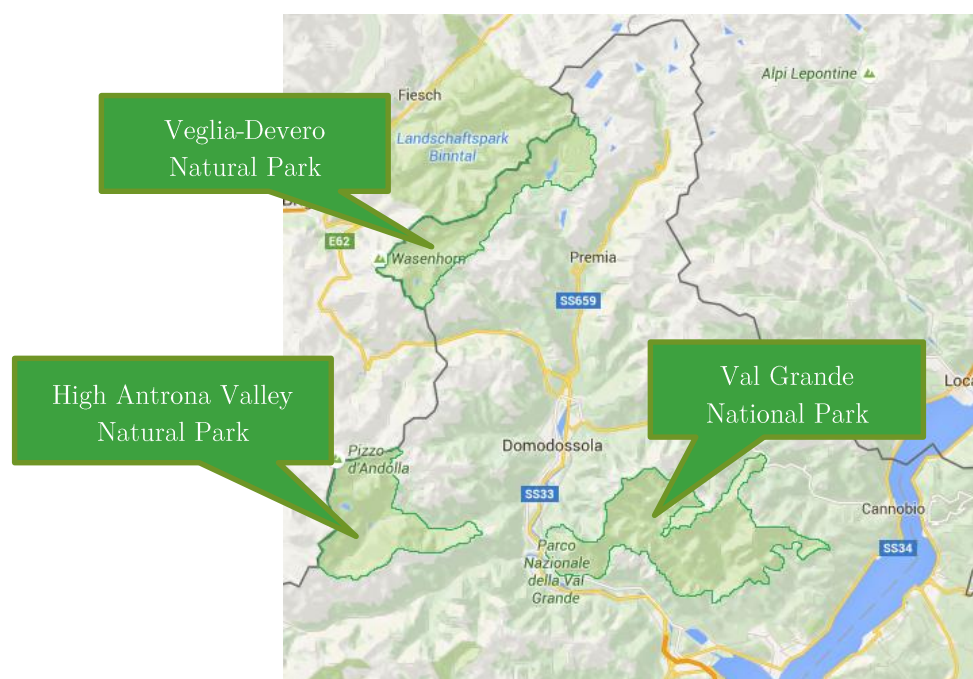 Alpi Lepontine
Fiesch
Veglia-Devero
Natural Park
Landschaftspark
Binntal
E62
Wasenhorn
Premia
SS659
High Antrona Valley
Natural Park
Val Grande
National Park
Pizzo
d'Andolla
Domodossola
SS33
Cannobio
SS34
Parco
Nazionale
della Val
Grande